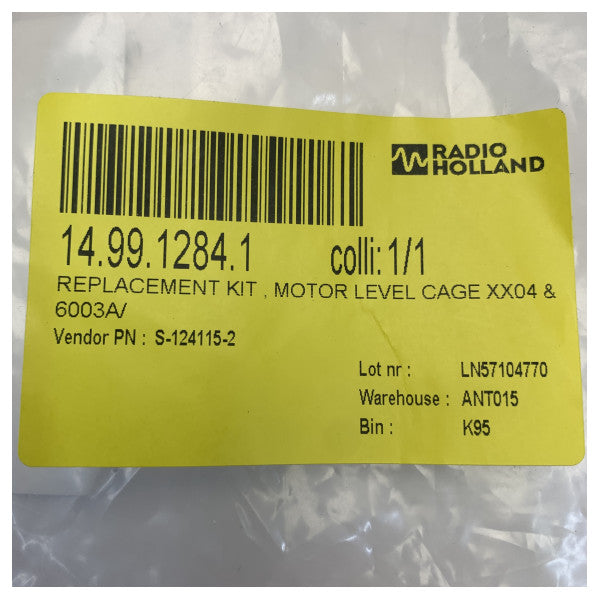 RADIO
HOLLAND
14.99.1284.1 colli: 1/1
REPLACEMENT KIT , MOTOR LEVEL CAGE XX04 &
6003A/
Vendor PN : S-124115-2
Lot nr : LN57104770
Warehouse : ANT015
Bin : K95